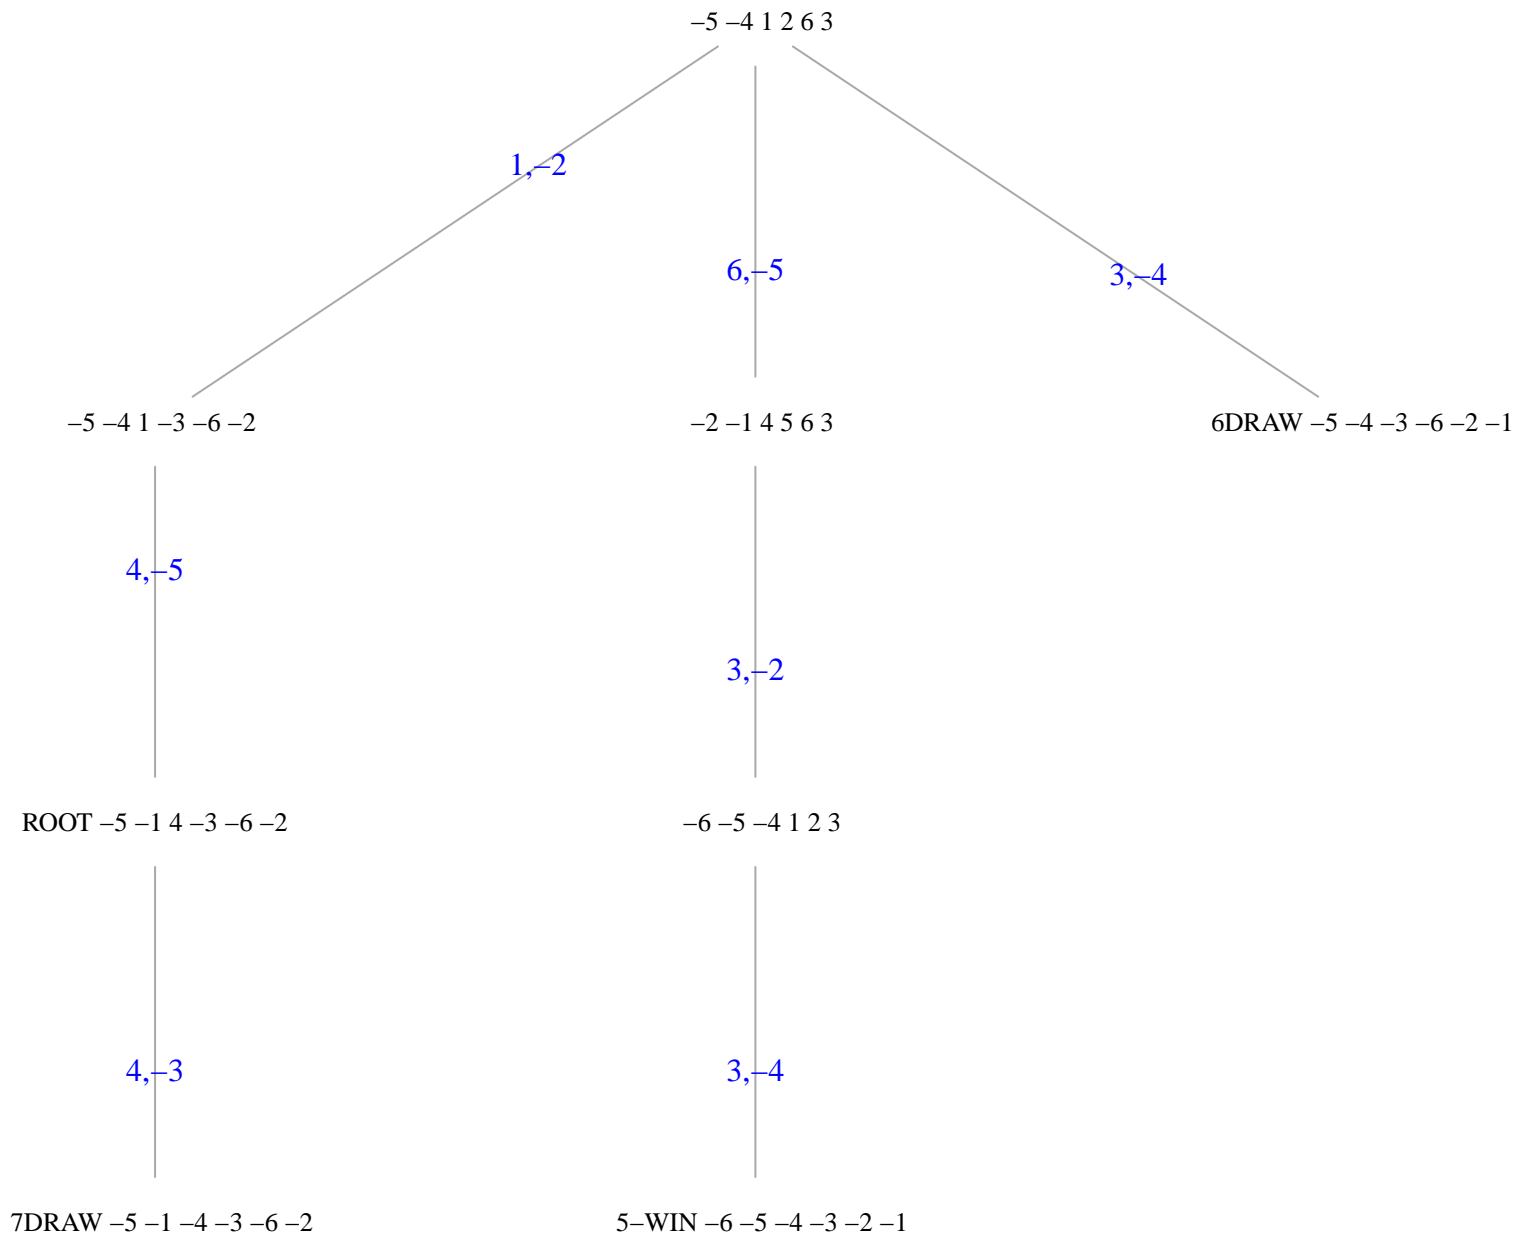 –5 –4 1 2 6 3
1,–2
6,–5
3,–4
–5 –4 1 –3 –6 –2
–2 –1 4 5 6 3
6DRAW –5 –4 –3 –6 –2 –1
4,–5
3,–2
ROOT –5 –1 4 –3 –6 –2
–6 –5 –4 1 2 3
4,–3
3,–4
7DRAW –5 –1 –4 –3 –6 –2
5–WIN –6 –5 –4 –3 –2 –1